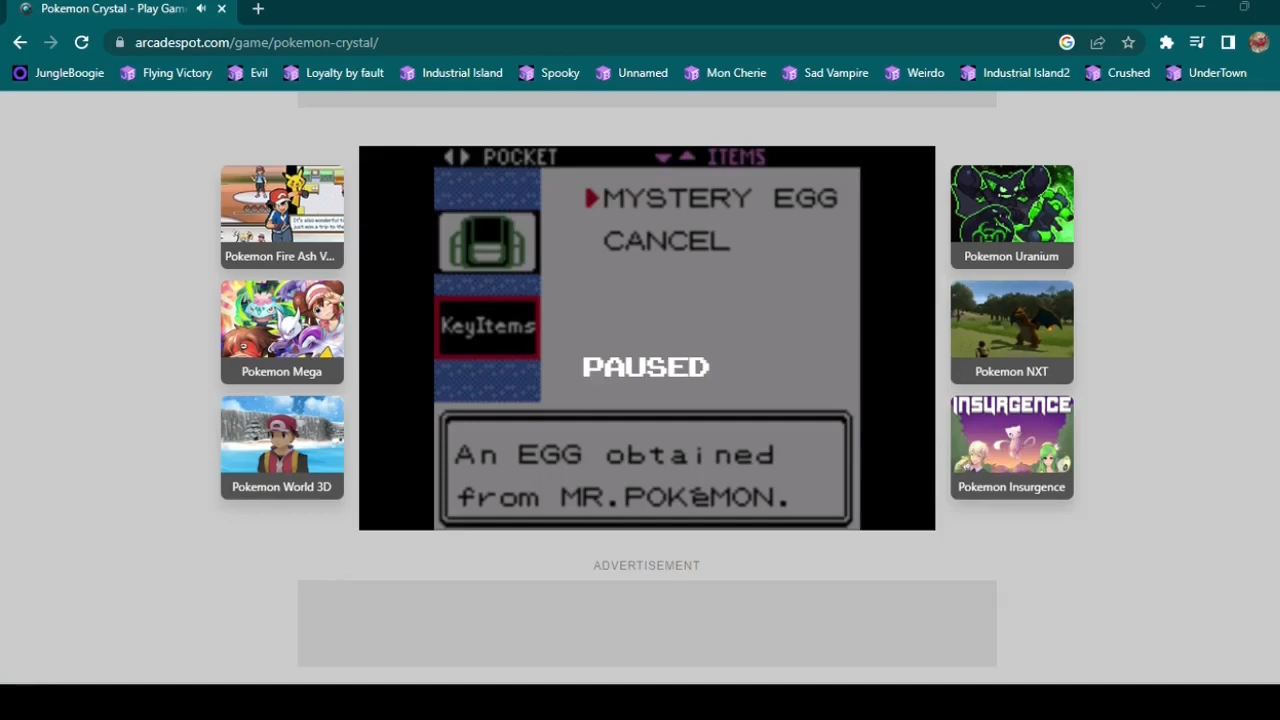 Pokemon Crystal - Play Gam
arcadespot.com/game/pokemon-crystal/
JungleBoogie Flying Victory Evil Loyalty by fault Industrial Island Spooky Unnamed Mon Cherie Sad Vampire Weirdo Industrial Island2 Crushed UnderTown
POCKET ITEMS
MYSTERY EGG
CANCEL
KeyItems
PAUSED
An EGG obtained
from MR.POKéMON.
Pokemon Fire Ash V...
Pokemon Mega
Pokemon World 3D
Pokemon Uranium
Pokemon NXT
INSURGENCE
Pokemon Insurgence
ADVERTISEMENT